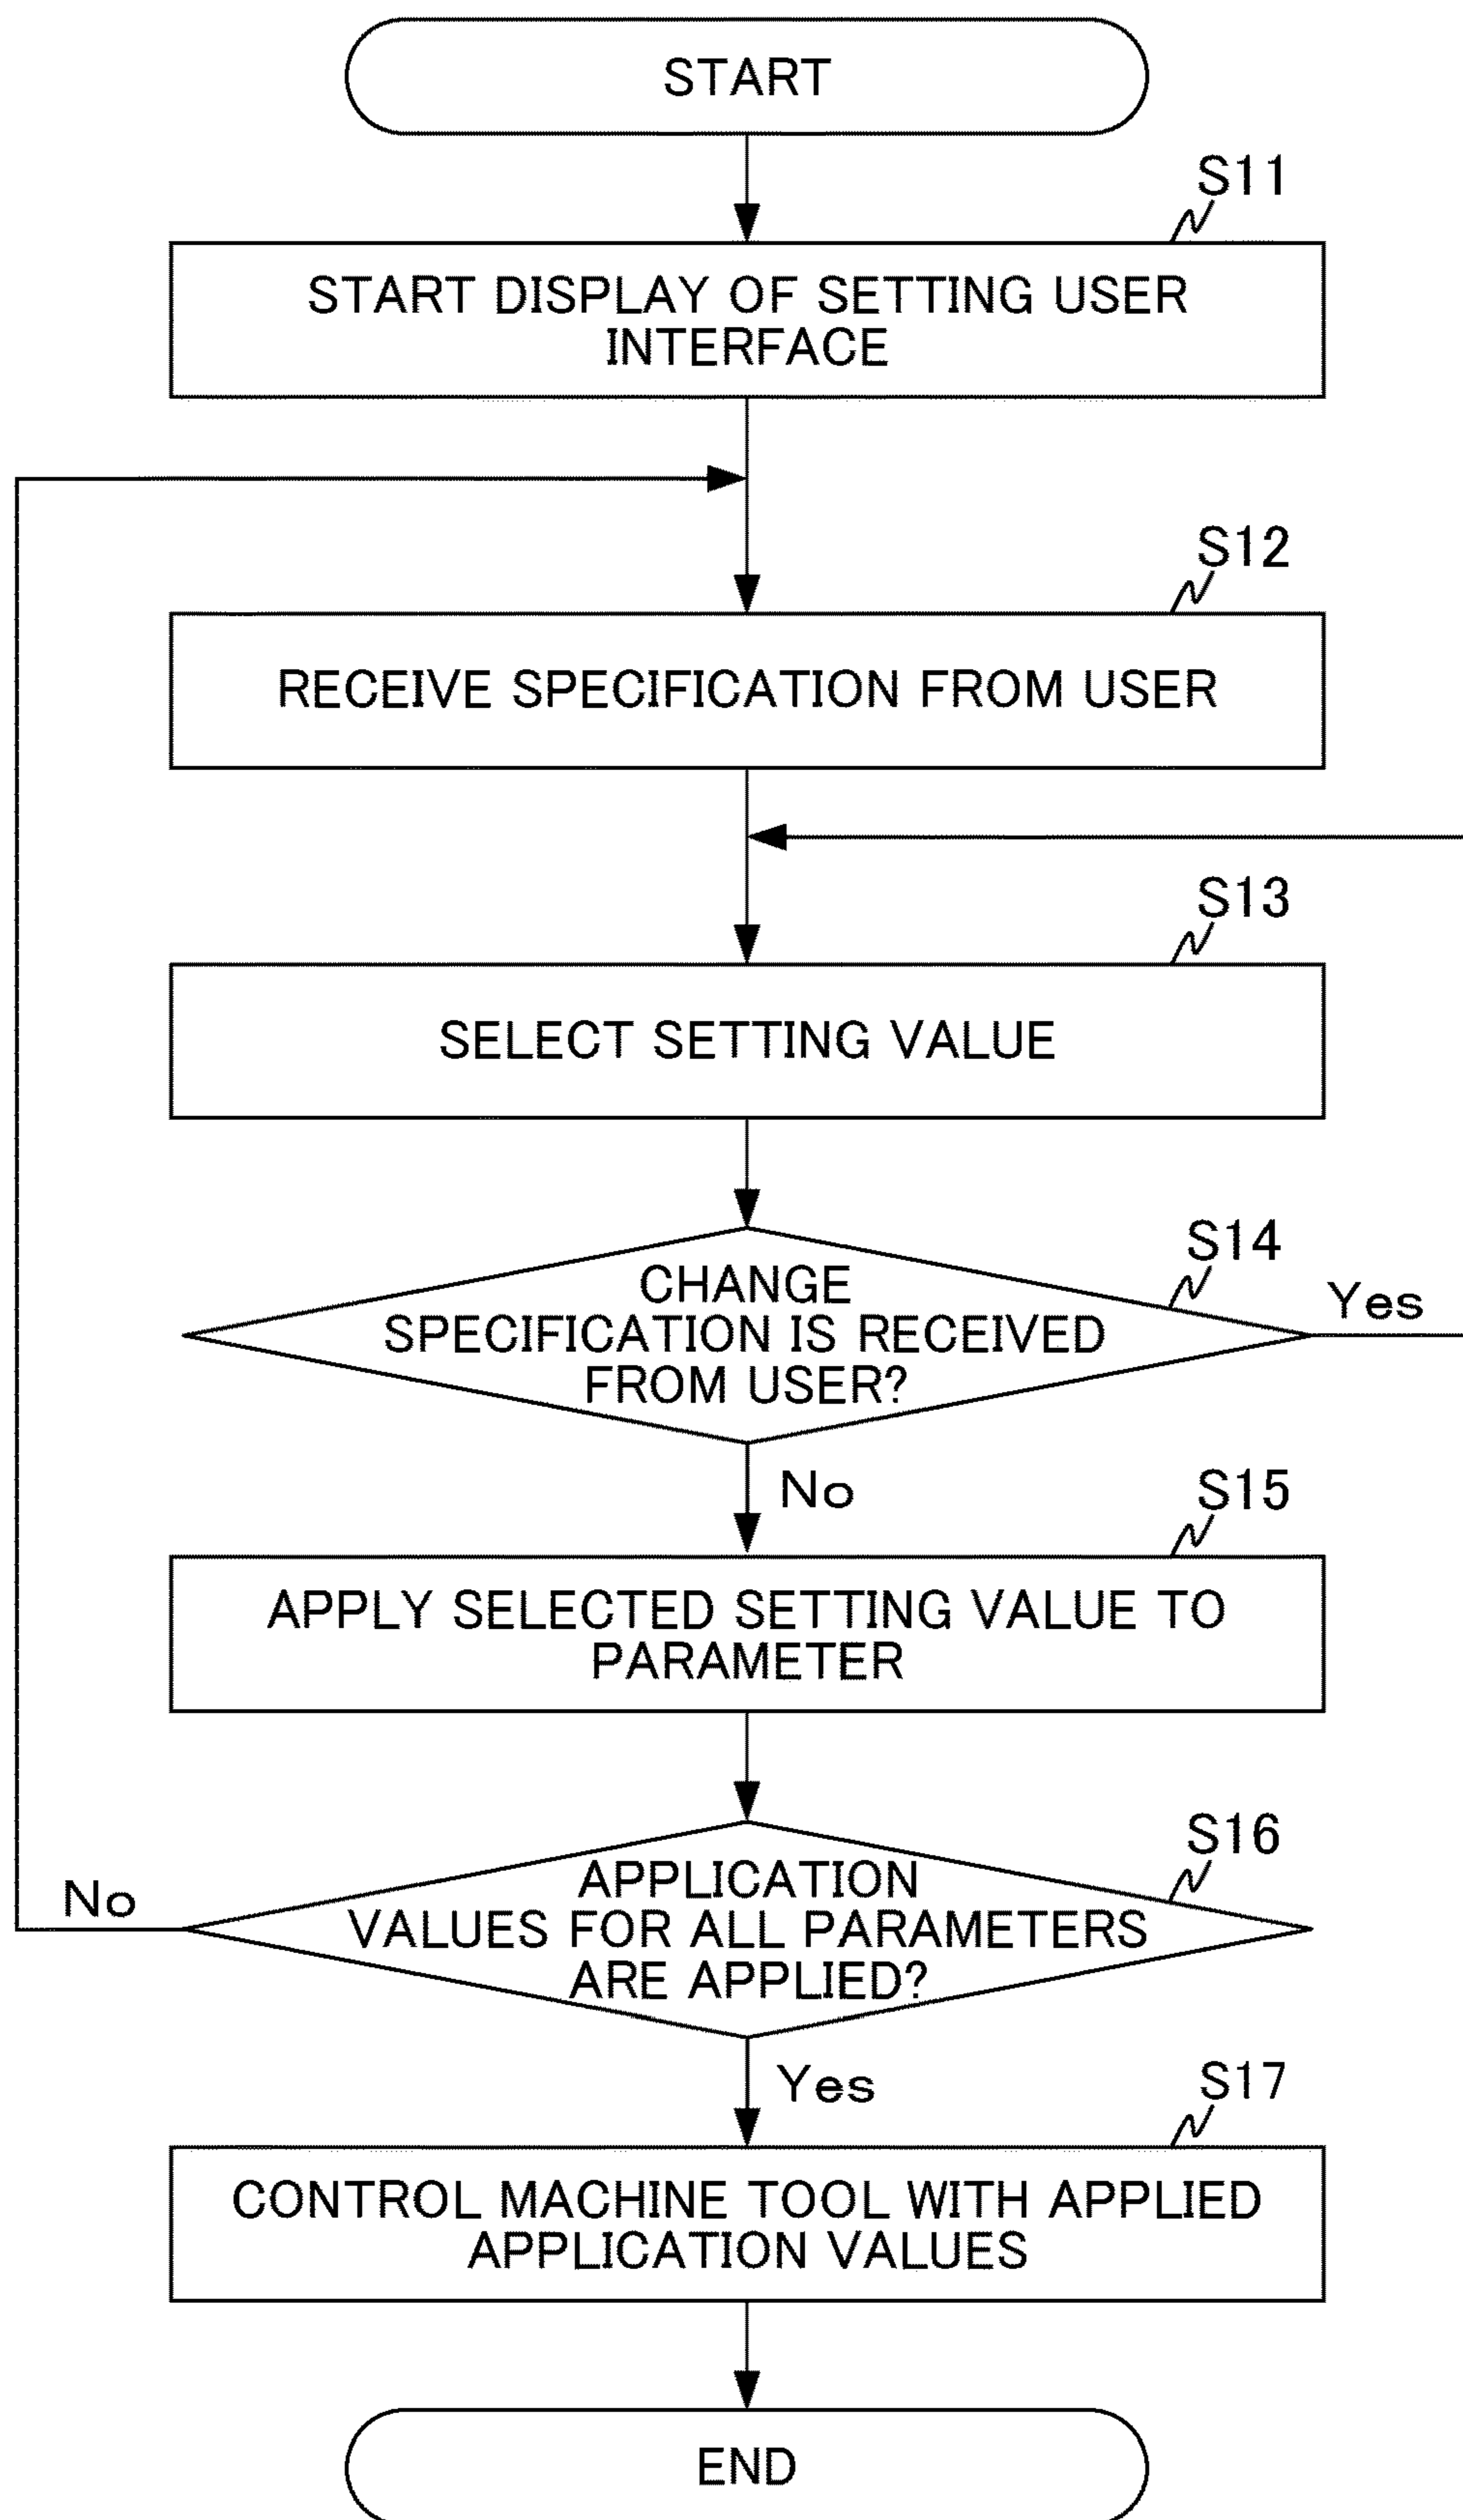 START
S11
START DISPLAY OF SETTING USER
INTERFACE
S12
RECEIVE SPECIFICATION FROM USER
S13
SELECT SETTING VALUE
S14
CHANGE
SPECIFICATION IS RECEIVED
FROM USER?
Yes
No
S15
APPLY SELECTED SETTING VALUE TO
PARAMETER
S16
APPLICATION
VALUES FOR ALL PARAMETERS
ARE APPLIED?
No
Yes
S17
CONTROL MACHINE TOOL WITH APPLIED
APPLICATION VALUES
END